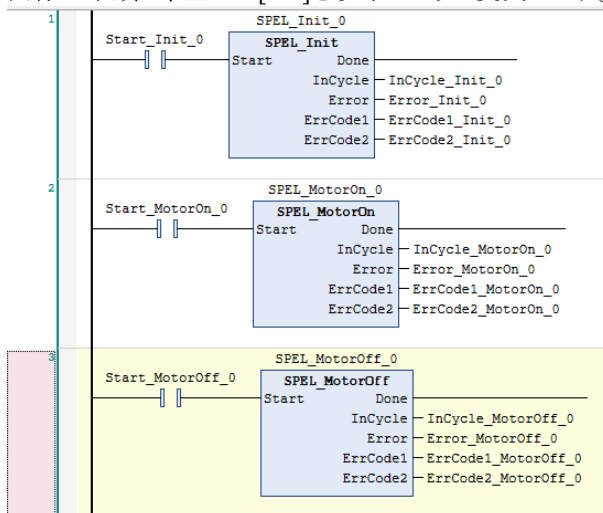 1
SPEL_Init_0
Start_Init_0
SPEL_Init
Start Done
InCycle InCycle_Init_0
Error Error_Init_0
ErrCode1 ErrCode1_Init_0
ErrCode2 ErrCode2_Init_0
2
SPEL_MotorOn_0
Start_MotorOn_0
SPEL_MotorOn
Start Done
InCycle InCycle_MotorOn_0
Error Error_MotorOn_0
ErrCode1 ErrCode1_MotorOn_0
ErrCode2 ErrCode2_MotorOn_0
3
SPEL_MotorOff_0
Start_MotorOff_0
SPEL_MotorOff
Start Done
InCycle InCycle_MotorOff_0
Error Error_MotorOff_0
ErrCode1 ErrCode1_MotorOff_0
ErrCode2 ErrCode2_MotorOff_0